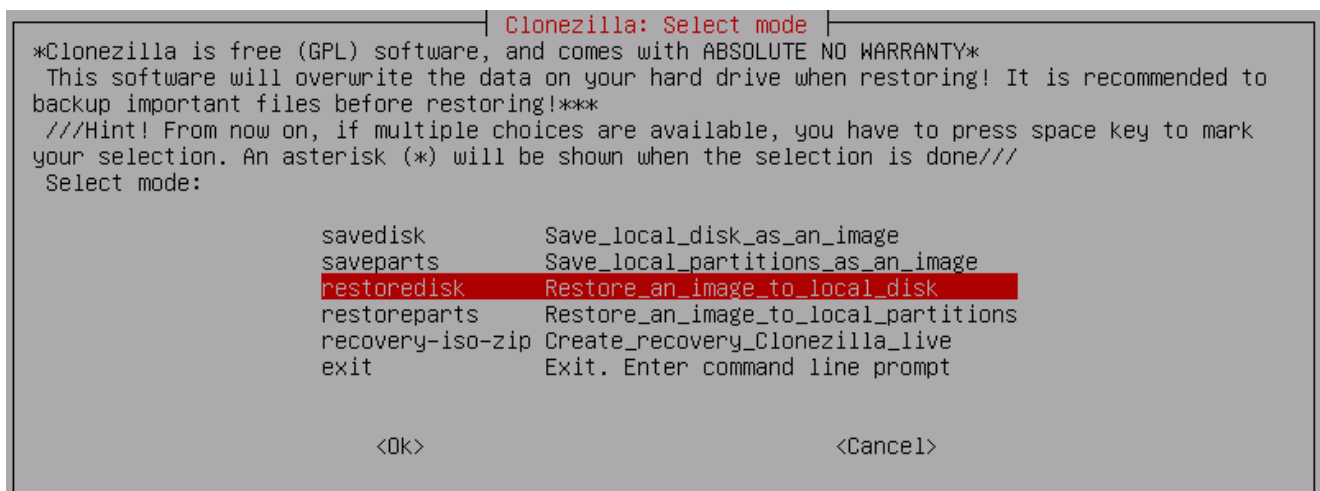 Clonezilla: Select mode
*Clonezilla is free (GPL) software, and comes with ABSOLUTE NO WARRANTY*
This software will overwrite the data on your hard drive when restoring! It is recommended to
backup important files before restoring!***
///Hint! From now on, if multiple choices are available, you have to press space key to mark
your selection. An asterisk (*) will be shown when the selection is done///
Select mode:
savedisk Save_local_disk_as_an_image
saveparts Save_local_partitions_as_an_image
restoredisk Restore_an_image_to_local_disk
restoreparts Restore_an_image_to_local_partitions
recovery-iso-zip Create_recovery_Clonezilla_live
exit Exit. Enter command line prompt
<Ok> <Cancel>